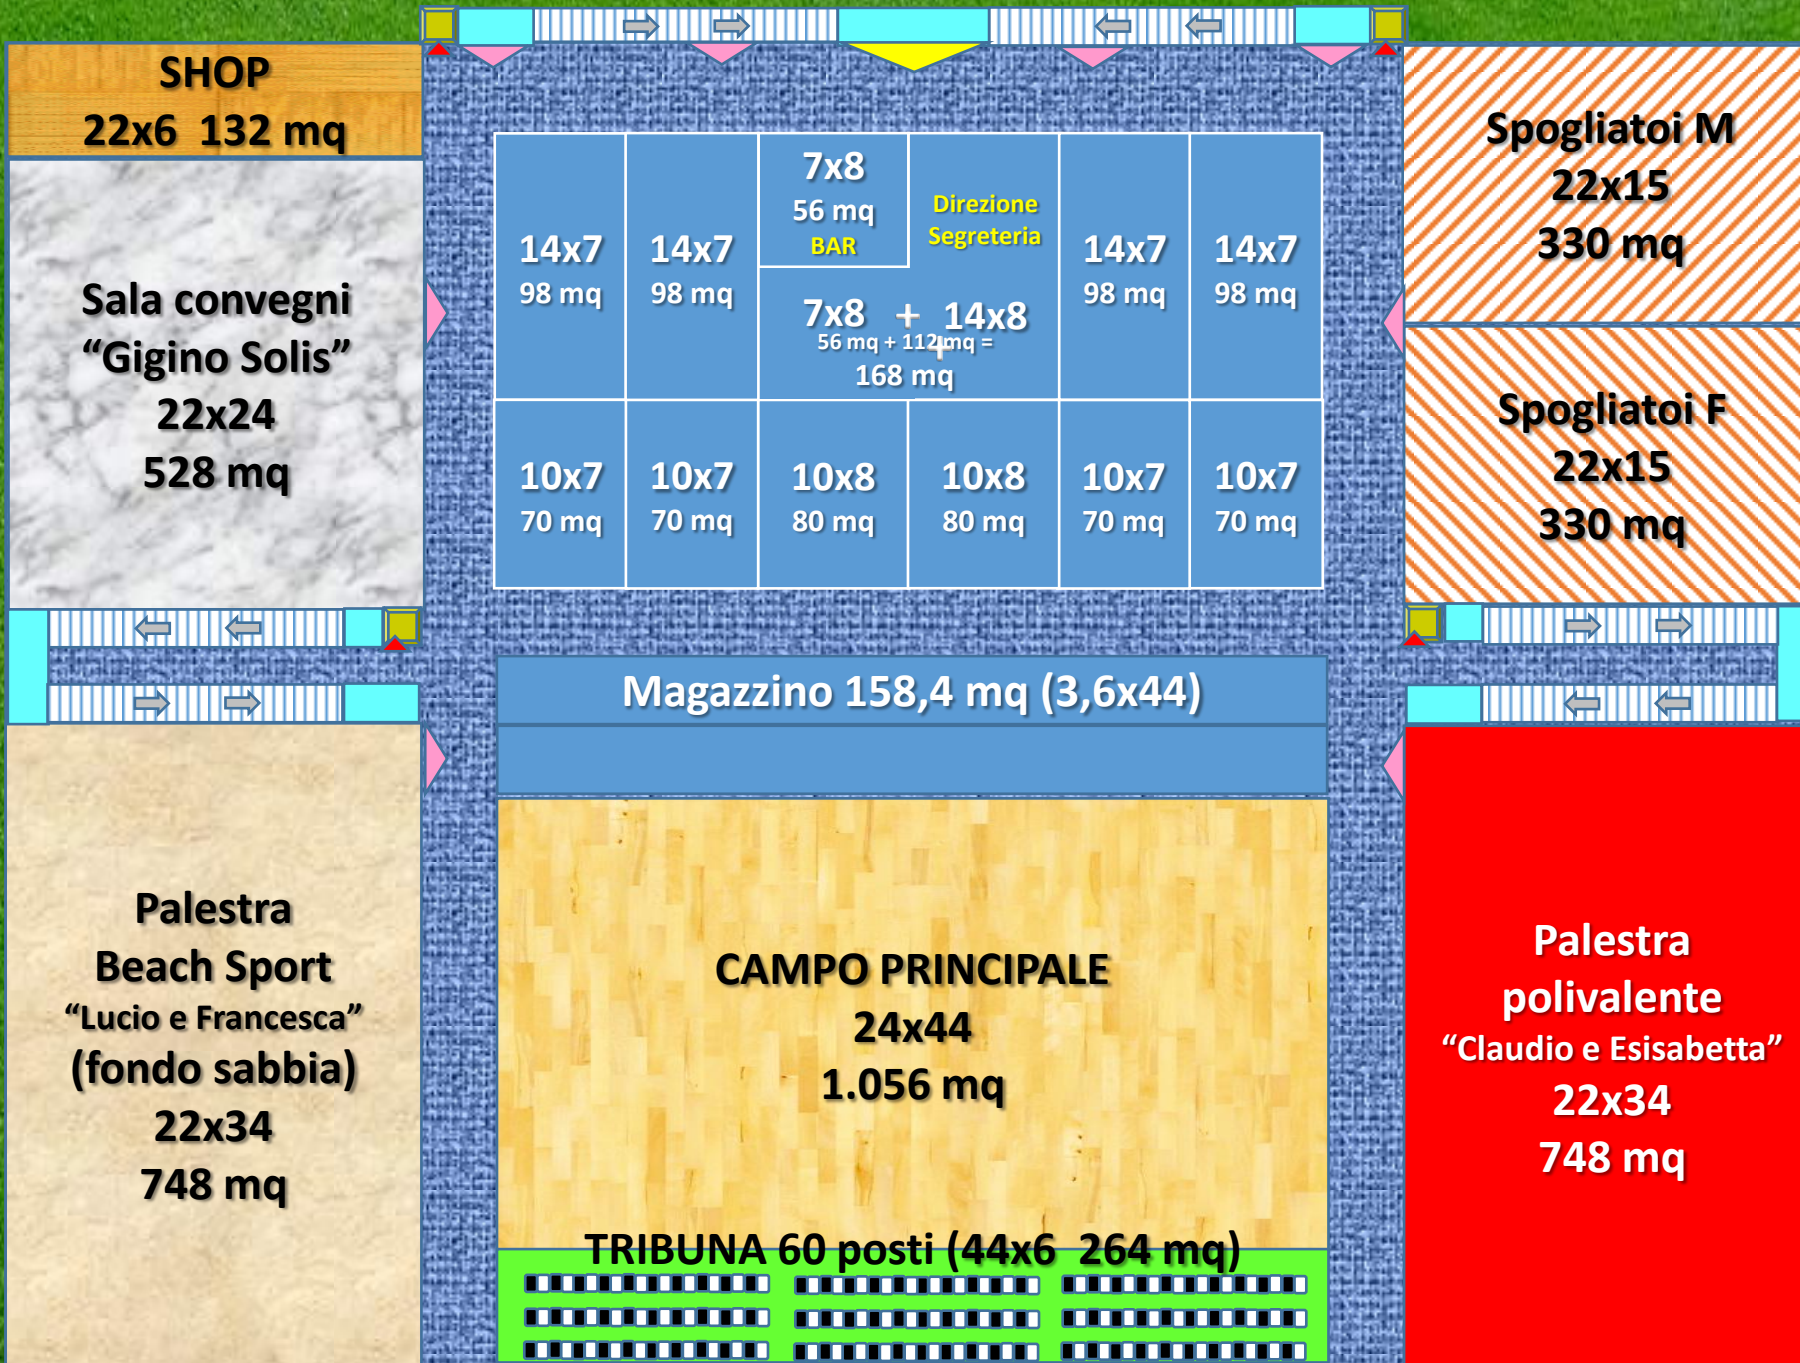 SHOP
22x6 132 mq
Sala convegni
“Gigino Solis”
22x24
528 mq
14x7
98 mq
14x7
98 mq
7x8
56 mq
BAR
Direzione
Segreteria
7x8 + 14x8
+
56 mq + 112 mq =
168 mq
14x7
98 mq
14x7
98 mq
10x7
70 mq
10x7
70 mq
10x8
80 mq
10x8
80 mq
10x7
70 mq
10x7
70 mq
Spogliatoi M
22x15
330 mq
Spogliatoi F
22x15
330 mq
Magazzino 158,4 mq (3,6x44)
Palestra
Beach Sport
“Lucio e Francesca”
(fondo sabbia)
22x34
748 mq
CAMPO PRINCIPALE
24x44
1.056 mq
TRIBUNA 60 posti (44x6 264 mq)
Palestra
polivalente
“Claudio e Esisabetta”
22x34
748 mq